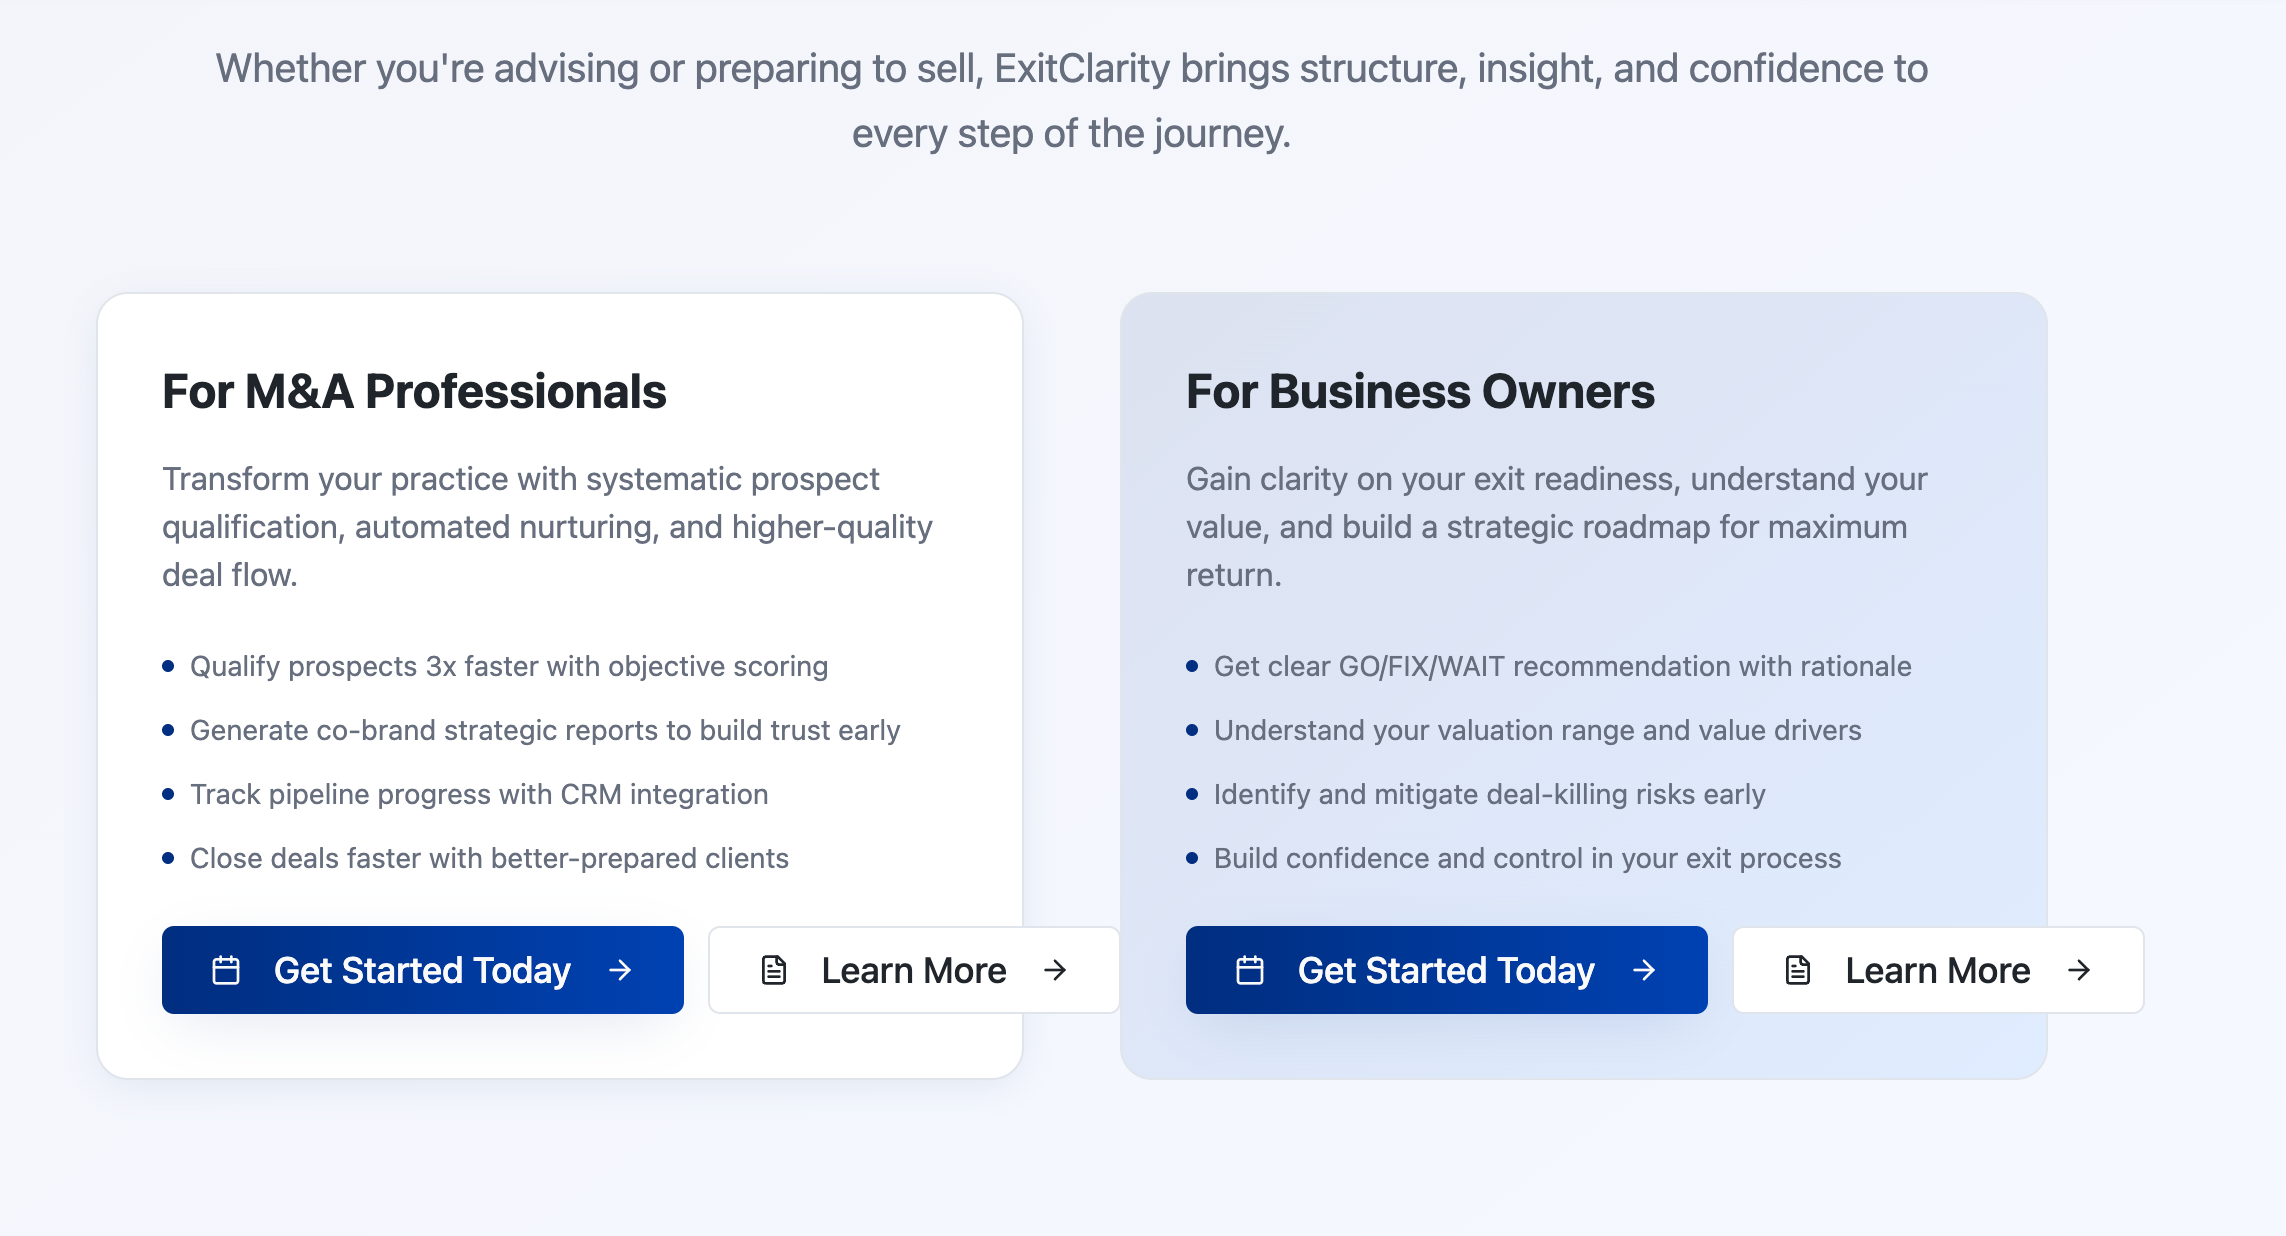 Whether you're advising or preparing to sell, ExitClarity brings structure, insight, and confidence to
every step of the journey.
For M&A Professionals
Transform your practice with systematic prospect
qualification, automated nurturing, and higher-quality
deal flow.
Qualify prospects 3x faster with objective scoring
Generate co-brand strategic reports to build trust early
Track pipeline progress with CRM integration
Close deals faster with better-prepared clients
Get Started Today
Learn More
For Business Owners
Gain clarity on your exit readiness, understand your
value, and build a strategic roadmap for maximum
return.
Get clear GO/FIX/WAIT recommendation with rationale
Understand your valuation range and value drivers
Identify and mitigate deal-killing risks early
Build confidence and control in your exit process
Get Started Today
Learn More